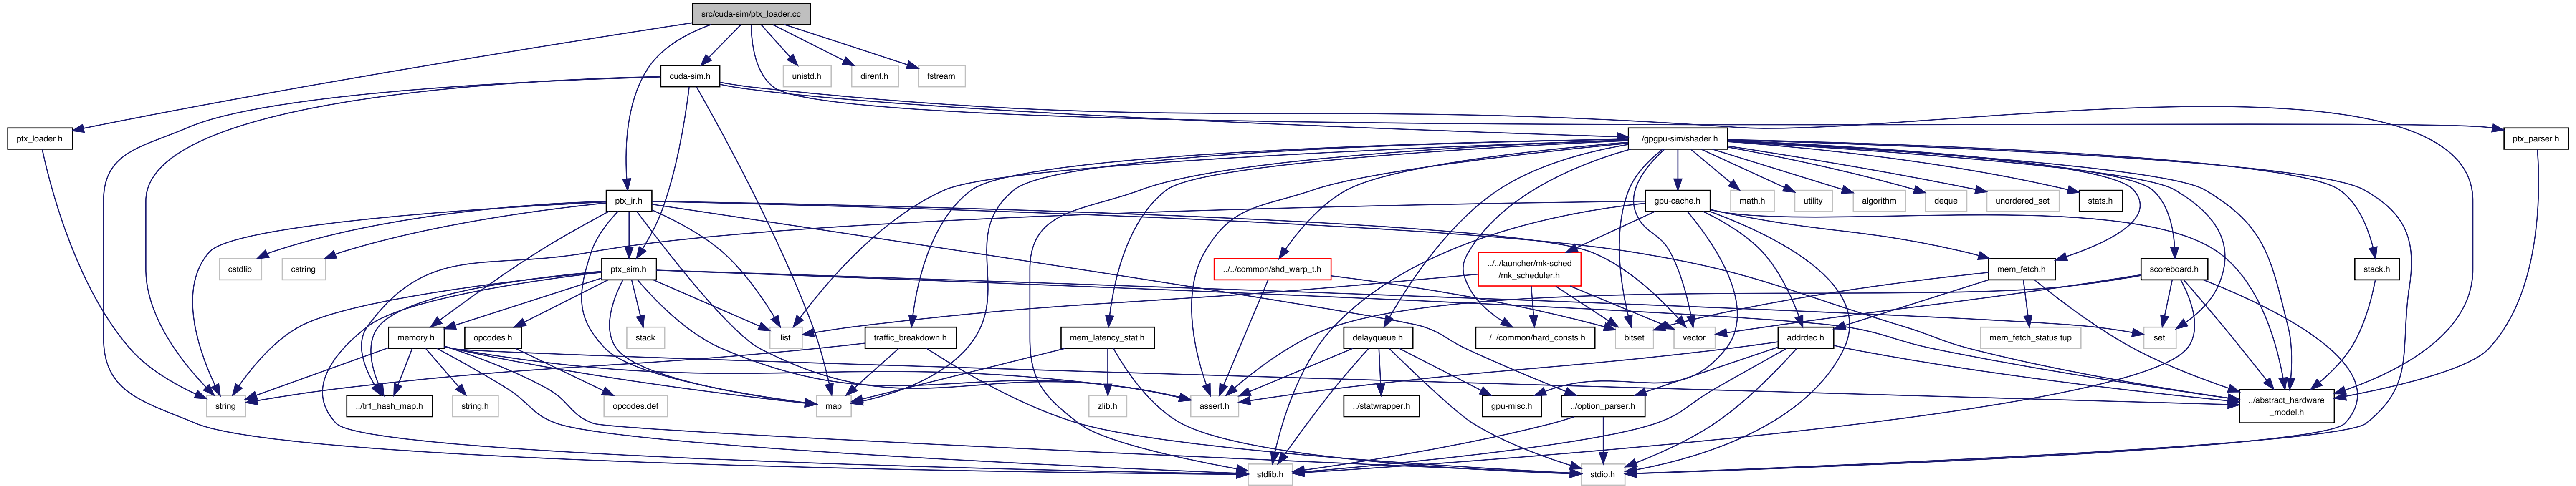 src/cuda-sim/ptx_loader.cc
cuda-sim.h
unistd.h
dirent.h
fstream
ptx_loader.h
../gpgpu-sim/shader.h
ptx_parser.h
ptx_ir.h
gpu-cache.h
math.h
utility
algorithm
deque
unordered_set
stats.h
cstdlib
cstring
ptx_sim.h
../../common/shd_warp_t.h
../../launcher/mk-sched
/mk_scheduler.h
mem_fetch.h
scoreboard.h
stack.h
memory.h
opcodes.h
stack
list
traffic_breakdown.h
mem_latency_stat.h
delayqueue.h
../../common/hard_consts.h
bitset
vector
addrdec.h
mem_fetch_status.tup
set
string
../tr1_hash_map.h
string.h
opcodes.def
map
zlib.h
assert.h
../statwrapper.h
gpu-misc.h
../option_parser.h
../abstract_hardware
_model.h
stdlib.h
stdio.h